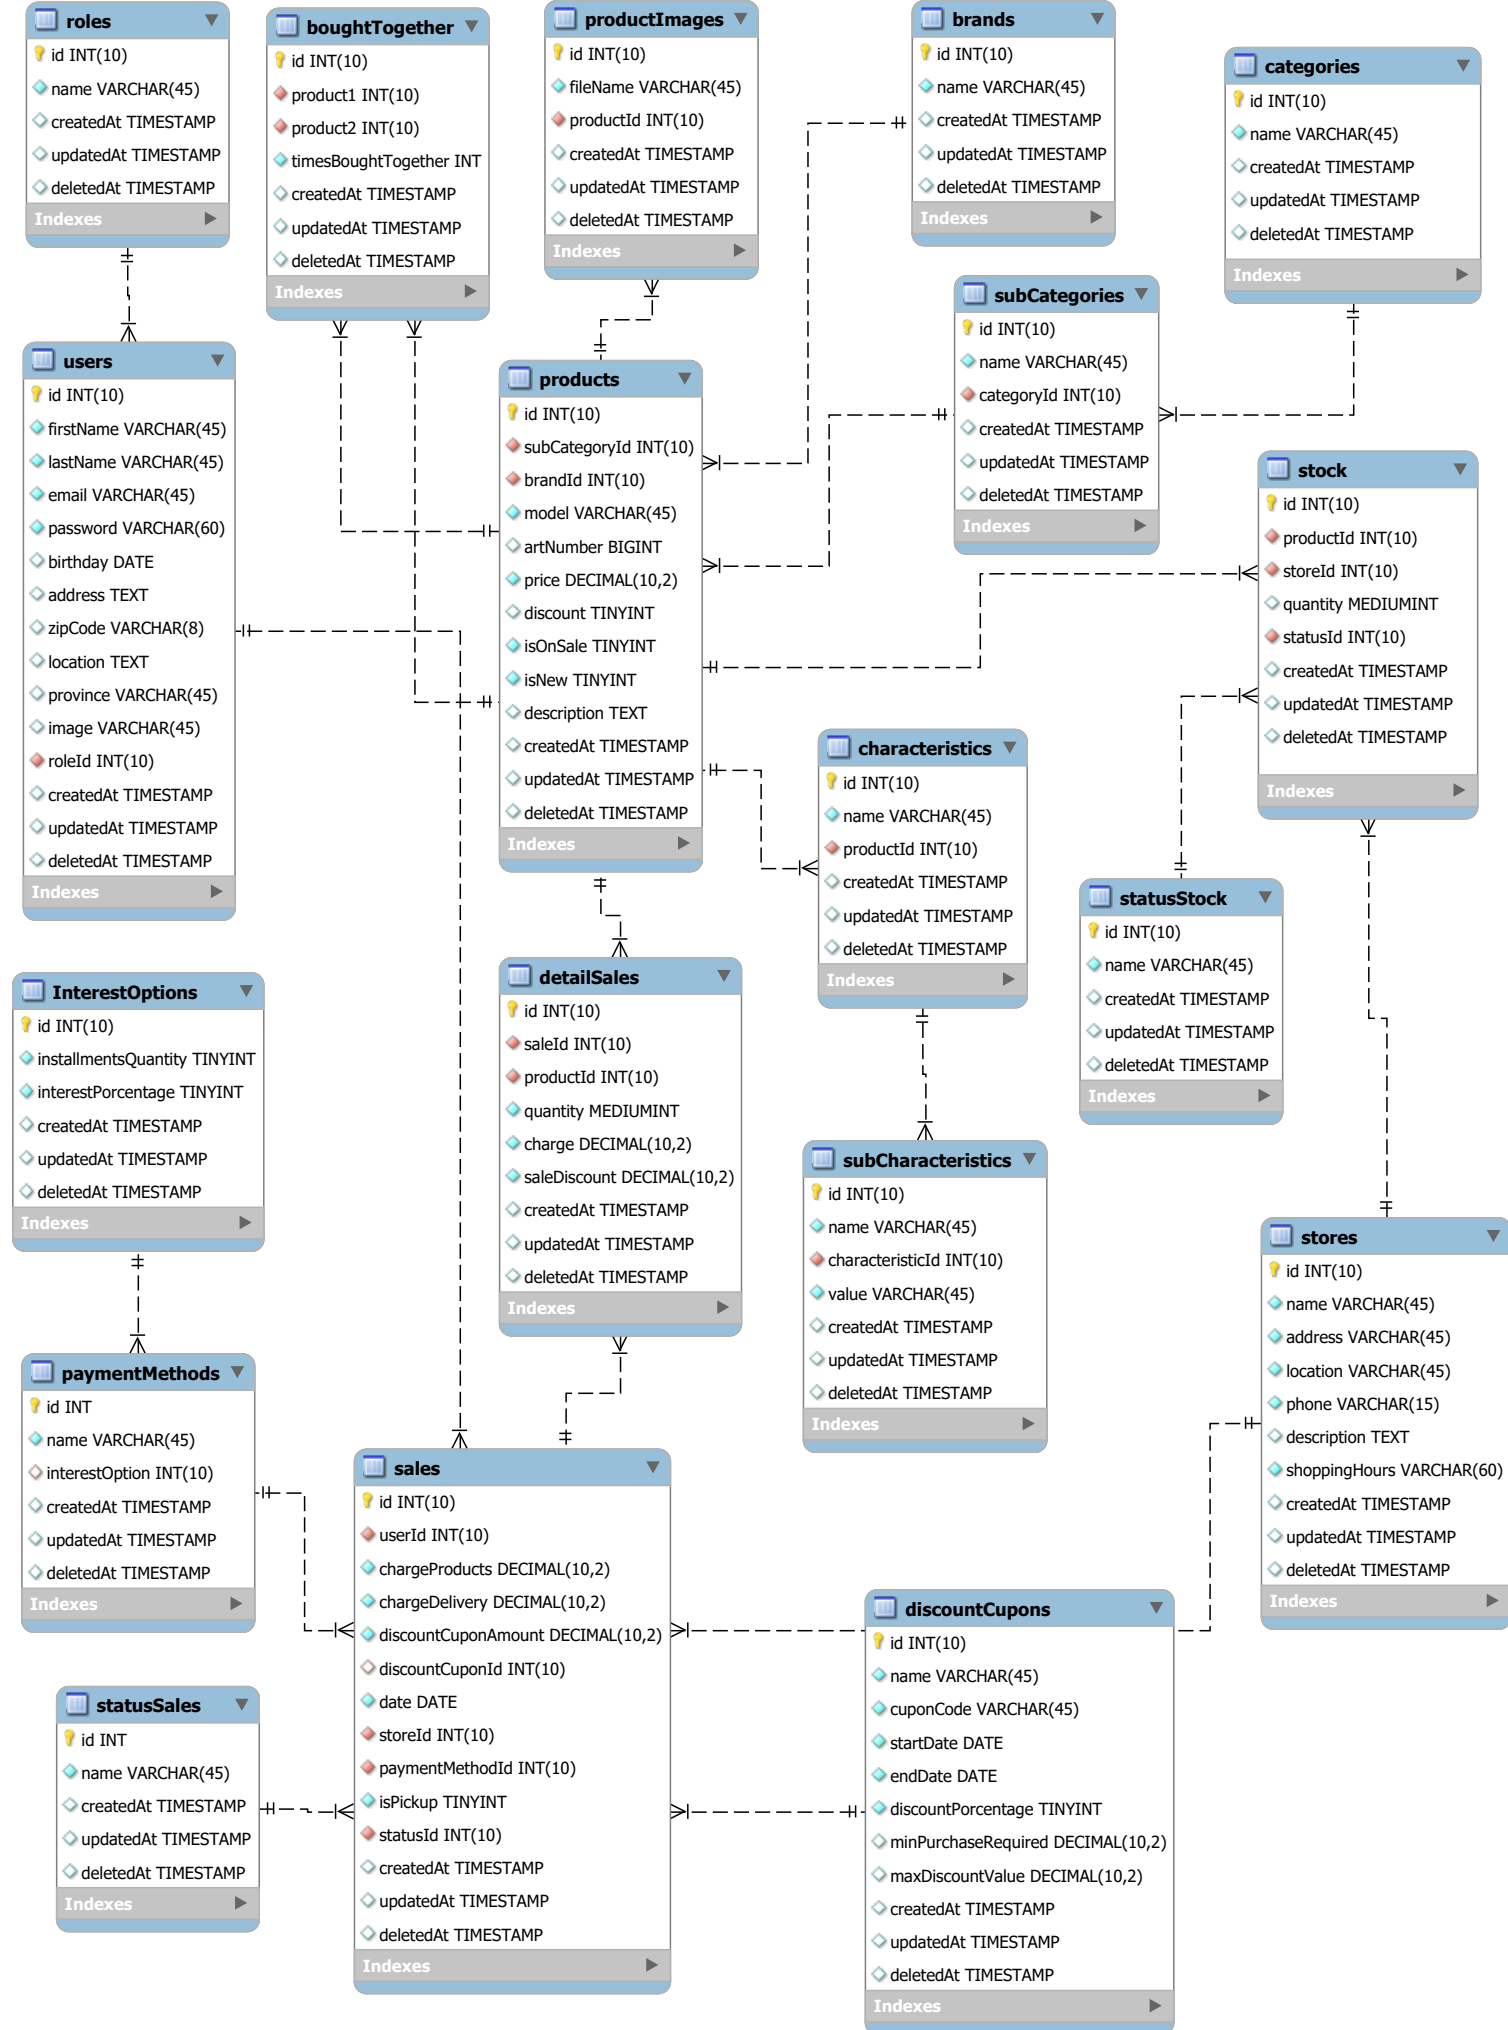 roles
id INT(10)
name VARCHAR(45)
createdAt TIMESTAMP
updatedAt TIMESTAMP
deletedAt TIMESTAMP
Indexes
boughtTogether
id INT(10)
product1 INT(10)
product2 INT(10)
timesBoughtTogether INT
createdAt TIMESTAMP
updatedAt TIMESTAMP
deletedAt TIMESTAMP
Indexes
productImages
id INT(10)
fileName VARCHAR(45)
productId INT(10)
createdAt TIMESTAMP
updatedAt TIMESTAMP
deletedAt TIMESTAMP
Indexes
brands
id INT(10)
name VARCHAR(45)
createdAt TIMESTAMP
updatedAt TIMESTAMP
deletedAt TIMESTAMP
Indexes
categories
id INT(10)
name VARCHAR(45)
createdAt TIMESTAMP
updatedAt TIMESTAMP
deletedAt TIMESTAMP
Indexes
subCategories
id INT(10)
name VARCHAR(45)
categoryId INT(10)
createdAt TIMESTAMP
updatedAt TIMESTAMP
deletedAt TIMESTAMP
Indexes
users
id INT(10)
firstName VARCHAR(45)
lastName VARCHAR(45)
email VARCHAR(45)
password VARCHAR(60)
birthday DATE
address TEXT
zipCode VARCHAR(8)
location TEXT
province VARCHAR(45)
image VARCHAR(45)
roleId INT(10)
createdAt TIMESTAMP
updatedAt TIMESTAMP
deletedAt TIMESTAMP
Indexes
products
id INT(10)
subCategoryId INT(10)
brandId INT(10)
model VARCHAR(45)
artNumber BIGINT
price DECIMAL(10,2)
discount TINYINT
isOnSale TINYINT
isNew TINYINT
description TEXT
createdAt TIMESTAMP
updatedAt TIMESTAMP
deletedAt TIMESTAMP
Indexes
stock
id INT(10)
productId INT(10)
storeId INT(10)
quantity MEDIUMINT
statusId INT(10)
createdAt TIMESTAMP
updatedAt TIMESTAMP
deletedAt TIMESTAMP
Indexes
characteristics
id INT(10)
name VARCHAR(45)
productId INT(10)
createdAt TIMESTAMP
updatedAt TIMESTAMP
deletedAt TIMESTAMP
Indexes
statusStock
id INT(10)
name VARCHAR(45)
createdAt TIMESTAMP
updatedAt TIMESTAMP
deletedAt TIMESTAMP
Indexes
InterestOptions
id INT(10)
installmentsQuantity TINYINT
interestPorcentage TINYINT
createdAt TIMESTAMP
updatedAt TIMESTAMP
deletedAt TIMESTAMP
Indexes
detailSales
id INT(10)
saleId INT(10)
productId INT(10)
quantity MEDIUMINT
charge DECIMAL(10,2)
saleDiscount DECIMAL(10,2)
createdAt TIMESTAMP
updatedAt TIMESTAMP
deletedAt TIMESTAMP
Indexes
subCharacteristics
id INT(10)
name VARCHAR(45)
characteristicId INT(10)
value VARCHAR(45)
createdAt TIMESTAMP
updatedAt TIMESTAMP
deletedAt TIMESTAMP
Indexes
stores
id INT(10)
name VARCHAR(45)
address VARCHAR(45)
location VARCHAR(45)
phone VARCHAR(15)
description TEXT
shoppingHours VARCHAR(60)
createdAt TIMESTAMP
updatedAt TIMESTAMP
deletedAt TIMESTAMP
Indexes
paymentMethods
id INT
name VARCHAR(45)
interestOption INT(10)
createdAt TIMESTAMP
updatedAt TIMESTAMP
deletedAt TIMESTAMP
Indexes
sales
id INT(10)
userId INT(10)
chargeProducts DECIMAL(10,2)
chargeDelivery DECIMAL(10,2)
discountCuponAmount DECIMAL(10,2)
discountCuponId INT(10)
date DATE
storeId INT(10)
paymentMethodId INT(10)
isPickup TINYINT
statusId INT(10)
createdAt TIMESTAMP
updatedAt TIMESTAMP
deletedAt TIMESTAMP
Indexes
discountCupons
id INT(10)
name VARCHAR(45)
cuponCode VARCHAR(45)
startDate DATE
endDate DATE
discountPorcentage TINYINT
minPurchaseRequired DECIMAL(10,2)
maxDiscountValue DECIMAL(10,2)
createdAt TIMESTAMP
updatedAt TIMESTAMP
deletedAt TIMESTAMP
Indexes
statusSales
id INT
name VARCHAR(45)
createdAt TIMESTAMP
updatedAt TIMESTAMP
deletedAt TIMESTAMP
Indexes